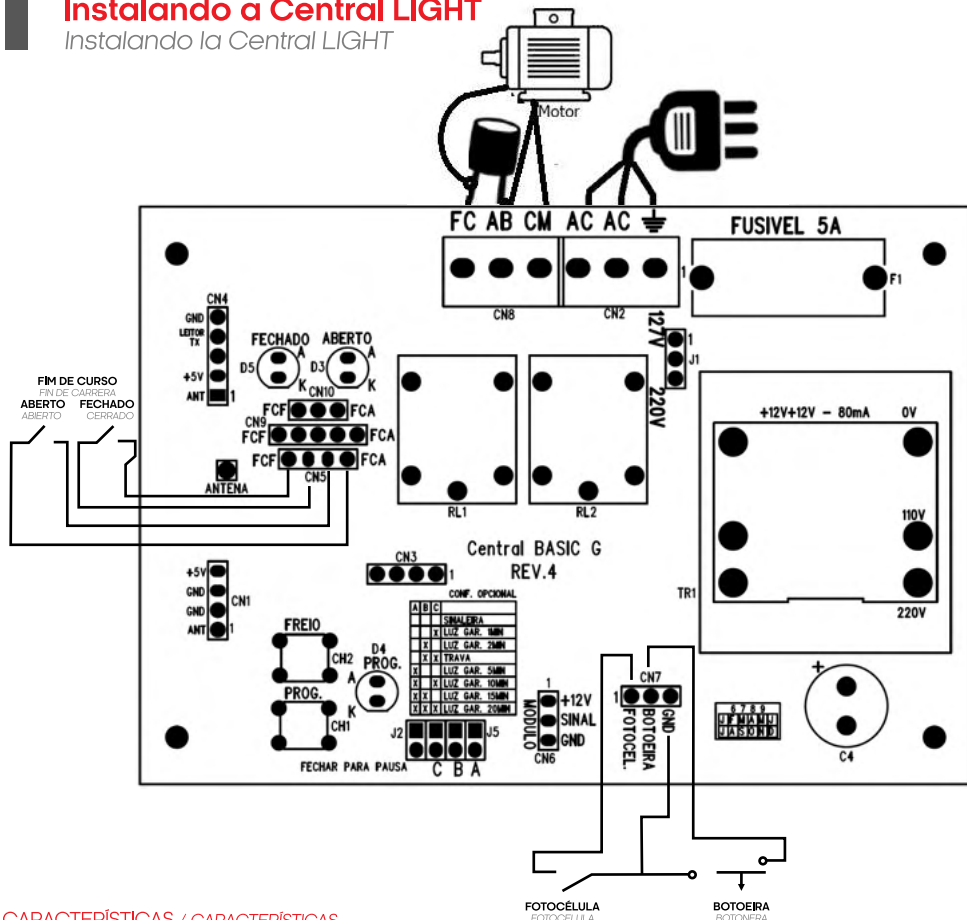 Instalando a Central LIGHT
Instalando la Central LIGHT
Motor
FC AB CM AC AC
FUSIVEL 5A
1
F1
CN8
CN2
CN4
GND
LEITOR
TX
+5V
ANT
1
FECHADO
ABERTO
D5
A
K
D3
A
K
127V
1
J1
220V
FIM DE CURSO
FIN DE CARRERA
ABERTO
FECHADO
ABIERTO
CERRADO
CN10
FCF
FCA
CN9
FCF
FCA
FCF
FCA
CN5
ANTENA
RL1
RL2
+12V+12V - 80mA
0V
110V
220V
TR1
Central BASIC G
REV.4
CN3
1
+5V
GND
GND
ANT
CN1
1
FREIO
CH2
PROG.
CH1
D4
PROG.
A
K
CONF. OPCIONAL
A B C
SINALEIRA
X LUZ GAR. 1MIN
X LUZ GAR. 2MIN
X X TRAVA
X LUZ GAR. 5MIN
X X LUZ GAR. 10MIN
X X LUZ GAR. 15MIN
X X X LUZ GAR. 20MIN
J2
J5
FECHAR PARA PAUSA
C B A
1
MODULO
+12V
SINAL
GND
CN6
CN7
1
FOTOCEL.
BOTOEIRA
GND
6 7 8 9
J F M A M J
J A S O N D
+
C4
FOTOCÉLULA
FOTOCELULA
BOTOEIRA
BOTONERA
CARACTERÍSTICAS / CARACTERÍSTICAS